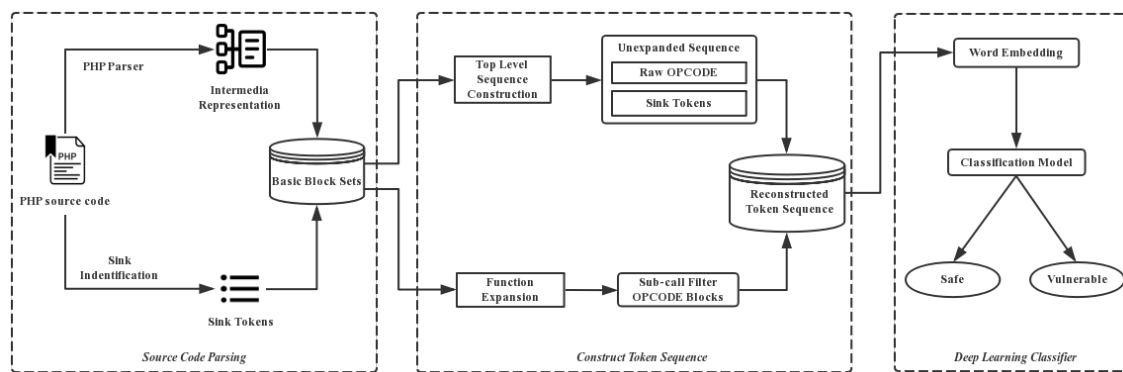 PHP Parser
Intermedia
Representation
PHP
PHP source code
Sink
Indentification
Sink Tokens
Basic Block Sets
Source Code Parsing
Top Level
Sequence
Construction
Unexpanded Sequence
Raw OPCODE
Sink Tokens
Function
Expansion
Sub-call Filter
OPCODE Blocks
Reconstructed
Token Sequence
Construct Token Sequence
Word Embedding
Classification Model
Safe
Vulnerable
Deep Learning Classifier